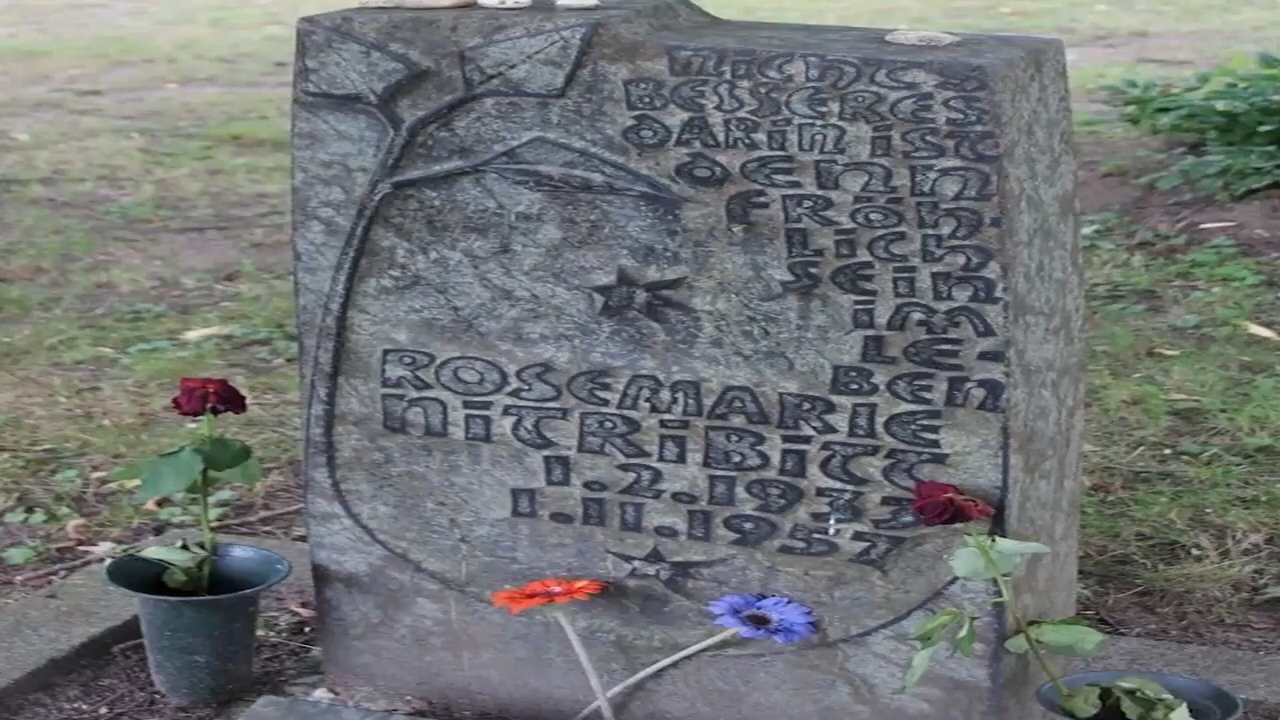 NICHTS
BESSERES
DARIN IST
DENN
FRÖH-
LICH
SEIN
IM
LE-
BEN
ROSEMARIE
NITRIBITT
1.2.1933
1.11.1957